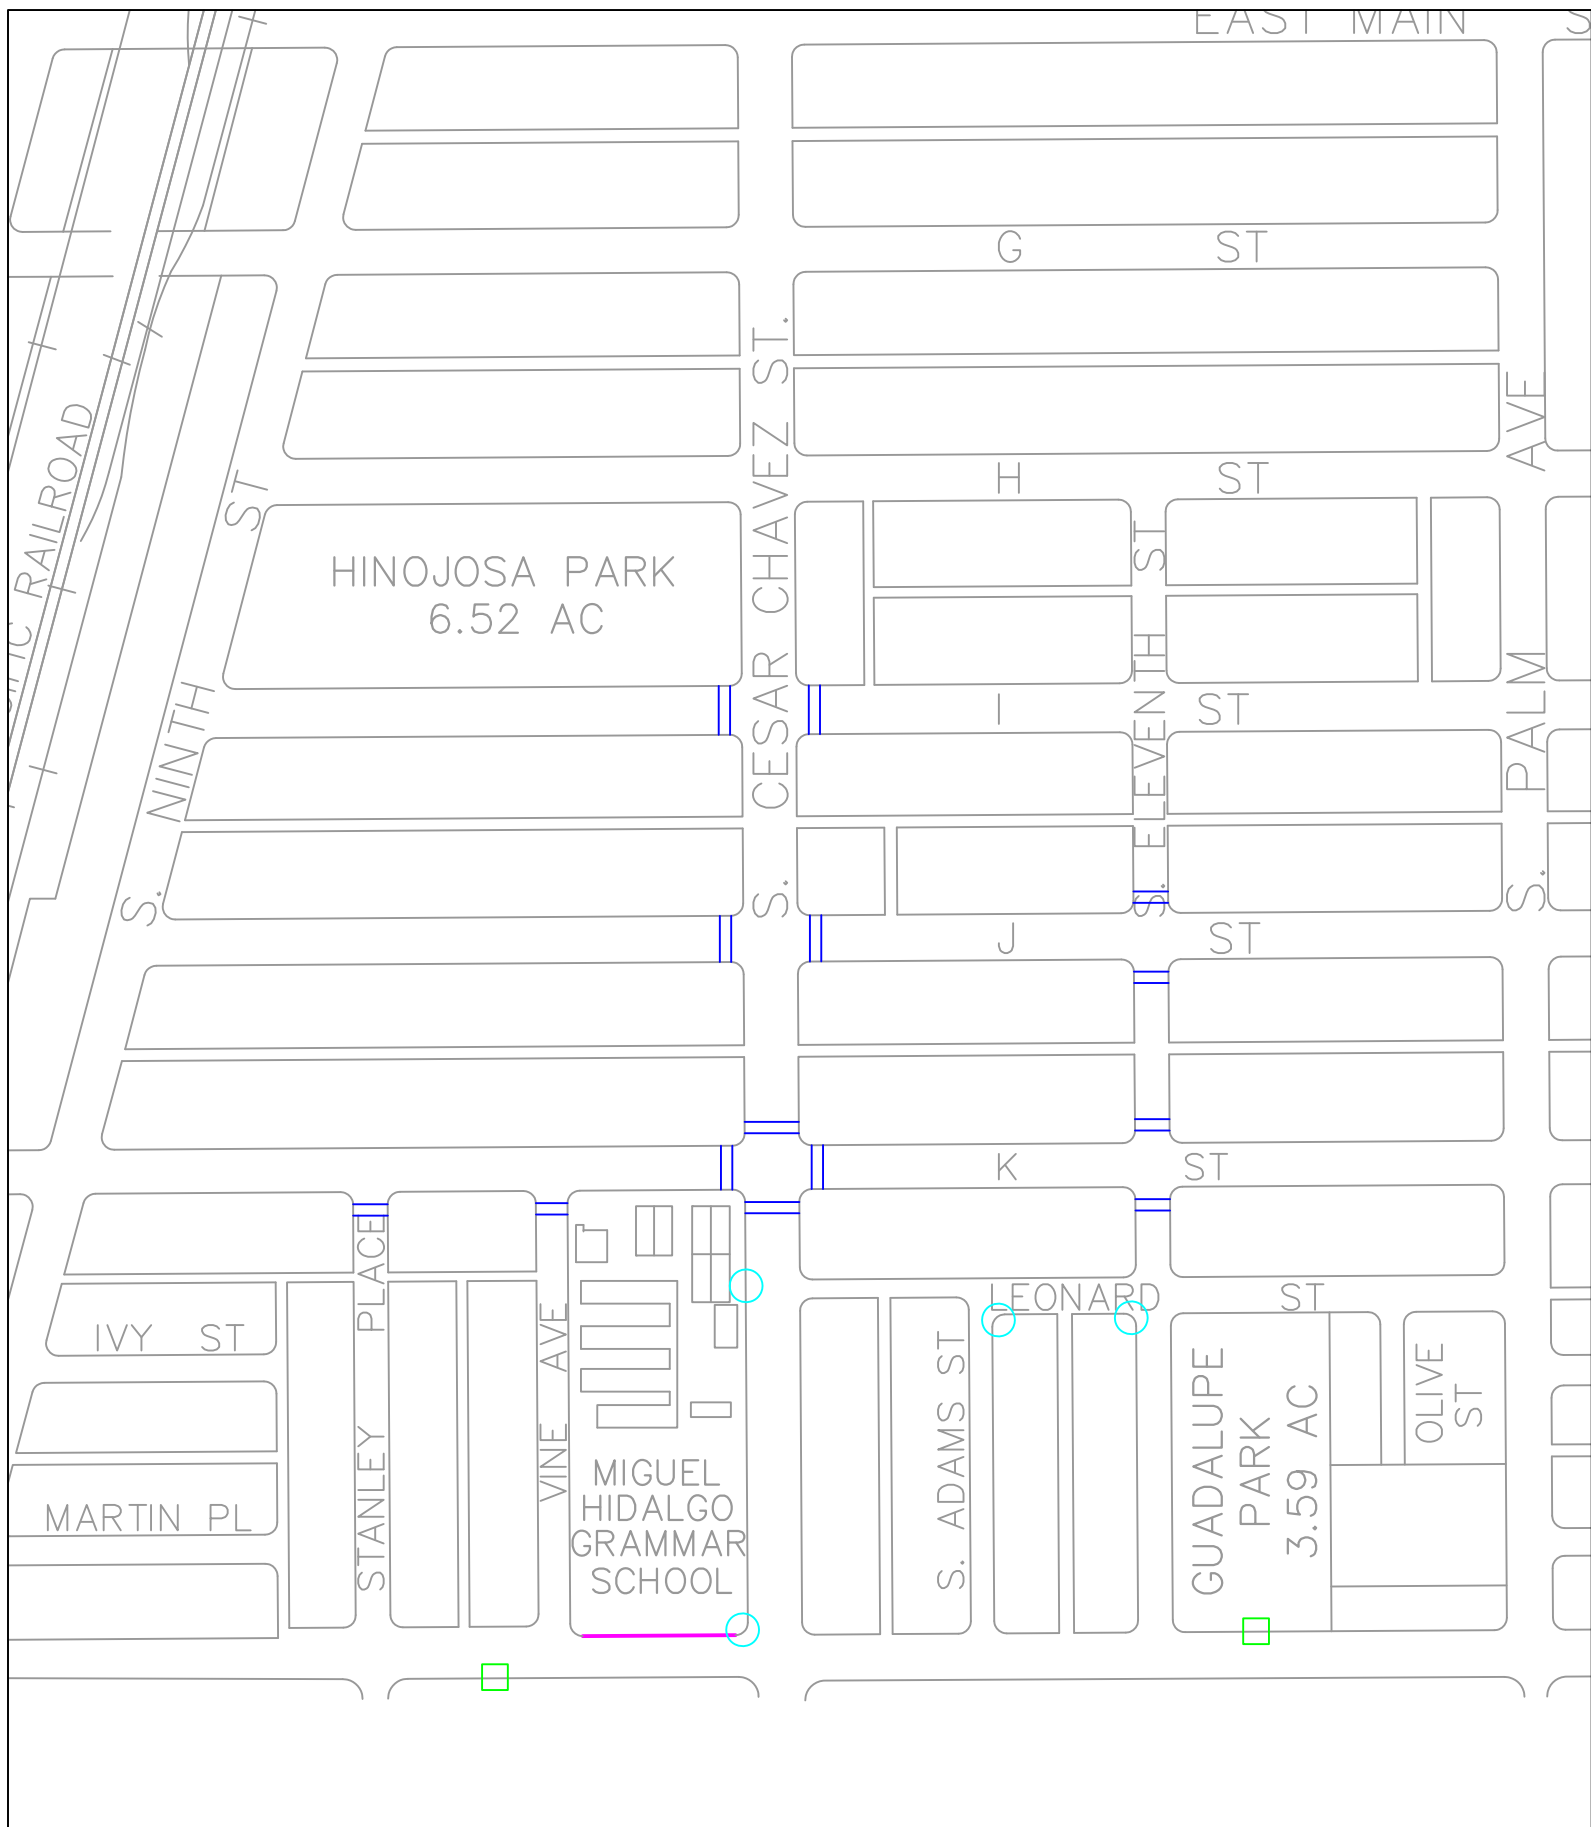 EAST MAIN S
G ST
S. CESAR CHAVEZ ST.
S. PALM AVE
RAILROAD
H ST
S. NINTH ST
HINOJOSA PARK
6.52 AC
S. ELEVENTH ST
I ST
J ST
K ST
STANLEY PLACE
LEONARD ST
IVY ST
VINE AVE
S. ADAMS ST
GUADALUPE
PARK
3.59 AC
OLIVE
ST
MIGUEL
HIDALGO
GRAMMAR
SCHOOL
MARTIN PL